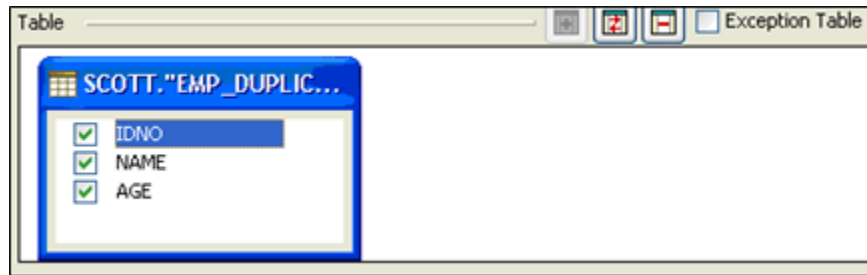 Table
Exception Table
SCOTT."EMP_DUPLIC...
IDNO
NAME
AGE